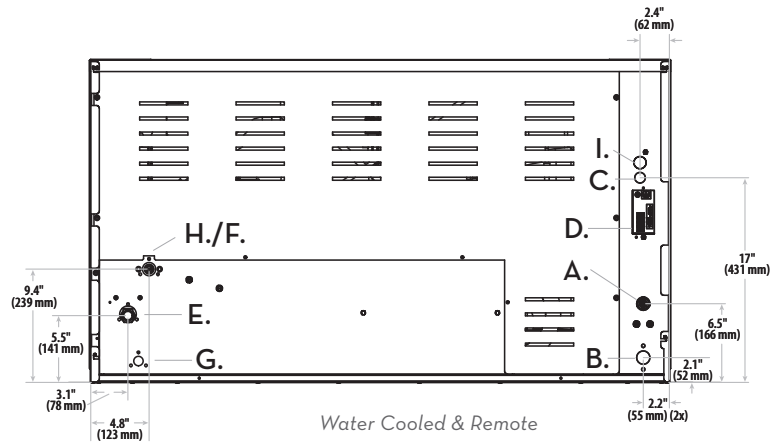 2.4"
(62 mm)
I.
C.
D.
H./F.
17"
(431 mm)
9.4"
(239 mm)
A.
E.
6.5"
(166 mm)
5.5"
(141 mm)
G.
B.
2.1"
(52 mm)
3.1"
(78 mm)
2.2"
(55 mm) (2x)
4.8"
(123 mm)
Water Cooled & Remote